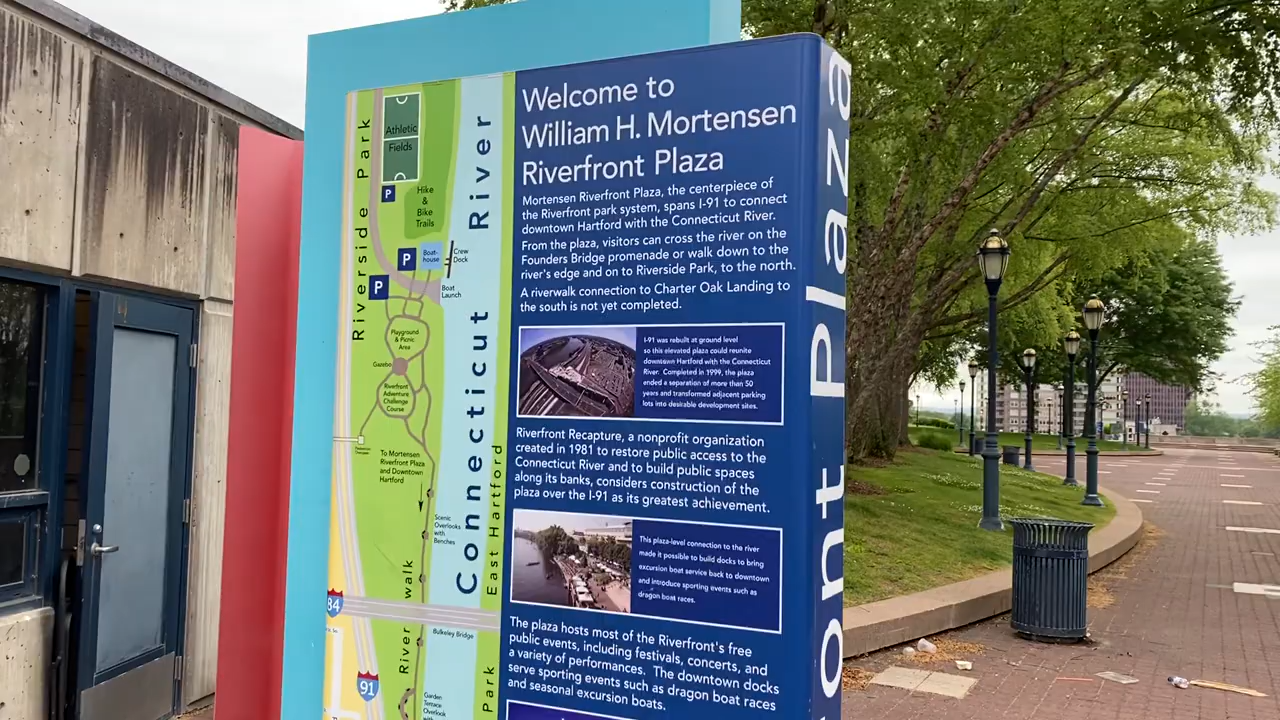 Welcome to
William H. Mortensen
Riverfront Plaza
Mortensen Riverfront Plaza, the centerpiece of
the Riverfront park system, spans I-91 to connect
downtown Hartford with the Connecticut River.
From the plaza, visitors can cross the river on the
Founders Bridge promenade or walk down to the
river's edge and on to Riverside Park, to the north.
A riverwalk connection to Charter Oak Landing to
the south is not yet completed.
I-91 was rebuilt at ground level
so this elevated plaza could reunite
downtown Hartford with the Connecticut
River. Completed in 1999, the plaza
ended a separation of more than 50
years and transformed adjacent parking
lots into desirable development sites.
Riverfront Recapture, a nonprofit organization
created in 1981 to restore public access to the
Connecticut River and to build public spaces
along its banks, considers construction of the
plaza over the I-91 as its greatest achievement.
This plaza-level connection to the river
made it possible to build docks to bring
excursion boat service back to downtown
and introduce sporting events such as
dragon boat races.
The plaza hosts most of the Riverfront's free
public events, including festivals, concerts, and
a variety of performances. The downtown docks
serve sporting events such as dragon boat races
and seasonal excursion boats.
Riverside Park
Athletic
Fields
P
Hike
&
Bike
Trails
P
Boat-
house
Crew
Dock
P
Boat
Launch
Playground
& Picnic
Area
Gazebo
Riverfront
Adventure
Challenge
Course
To Mortensen
Riverfront Plaza
and Downtown
Hartford
Scenic
Overlooks
with
Benches
Connecticut River
East Hartford
Riverwalk
84
Bulkeley Bridge
91
Garden
Terrace
Overlook
with
Park
ont Plaza